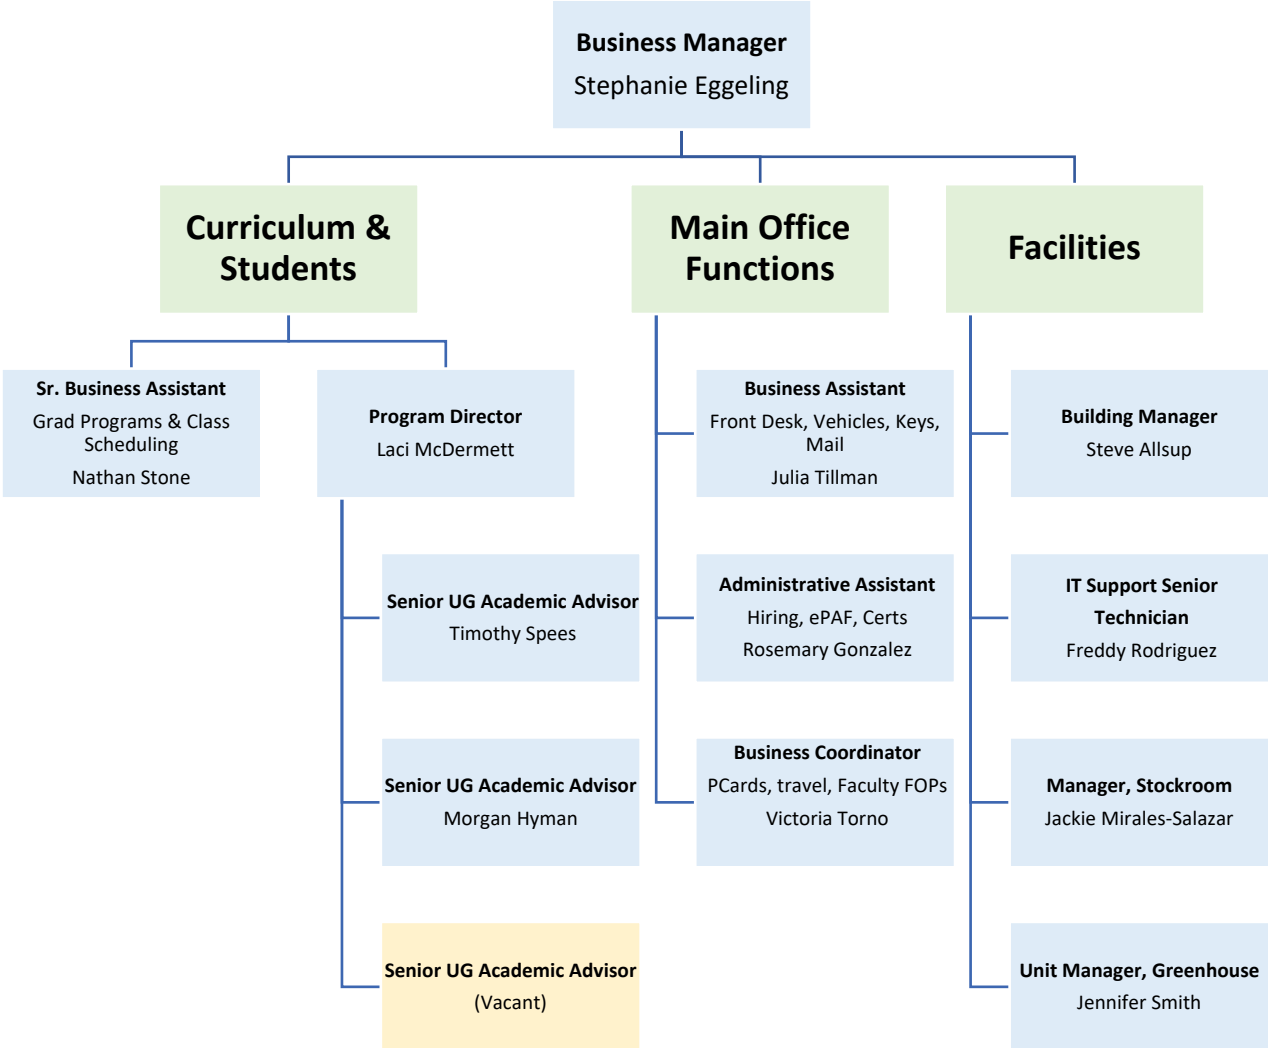 Business Manager
Stephanie Eggeling
Curriculum &
Students
Main Office
Functions
Facilities
Sr. Business Assistant
Grad Programs & Class
Scheduling
Nathan Stone
Program Director
Laci McDermett
Business Assistant
Front Desk, Vehicles, Keys,
Mail
Julia Tillman
Building Manager
Steve Allsup
Senior UG Academic Advisor
Timothy Spees
Administrative Assistant
Hiring, ePAF, Certs
Rosemary Gonzalez
IT Support Senior
Technician
Freddy Rodriguez
Senior UG Academic Advisor
Morgan Hyman
Business Coordinator
PCards, travel, Faculty FOPs
Victoria Torno
Manager, Stockroom
Jackie Mirales-Salazar
Senior UG Academic Advisor
(Vacant)
Unit Manager, Greenhouse
Jennifer Smith